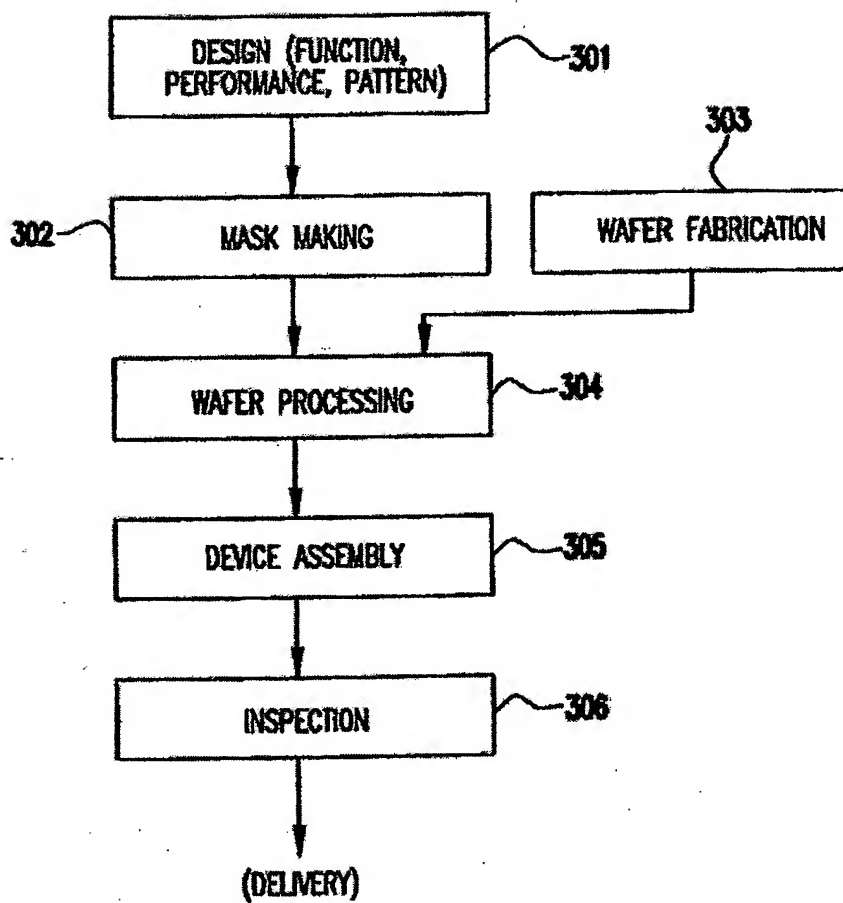 DESIGN (FUNCTION,
PERFORMANCE, PATTERN)
301
303
302
MASK MAKING
WAFER FABRICATION
WAFER PROCESSING
304
DEVICE ASSEMBLY
305
INSPECTION
306
(DELIVERY)